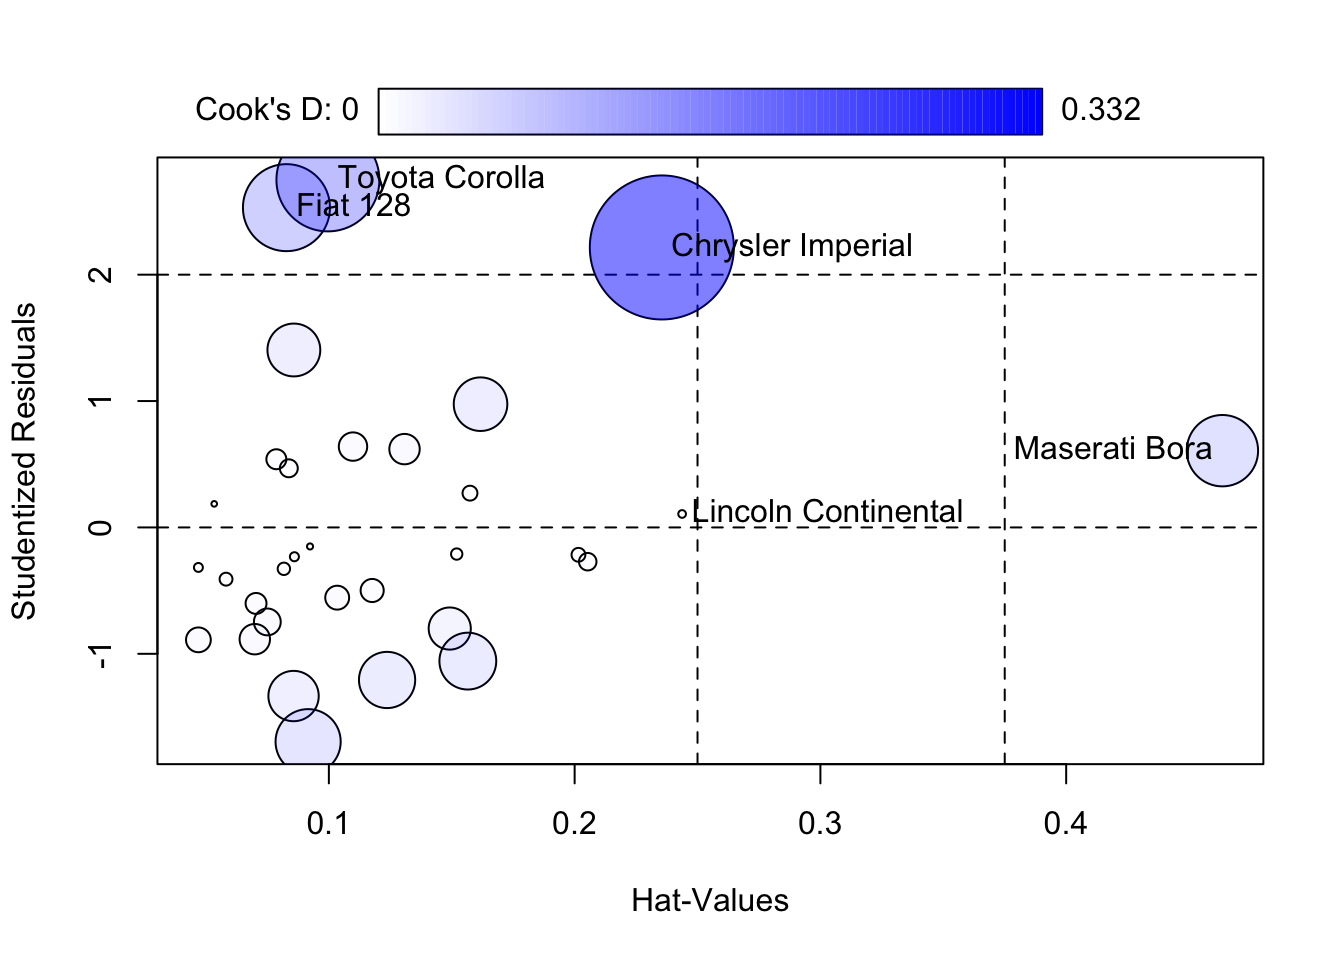 Cook's D: 0 0.332
Toyota Corolla
Fiat 128
Chrysler Imperial
Maserati Bora
Lincoln Continental
Studentized Residuals
2
1
0
-1
0.1 0.2 0.3 0.4
Hat-Values